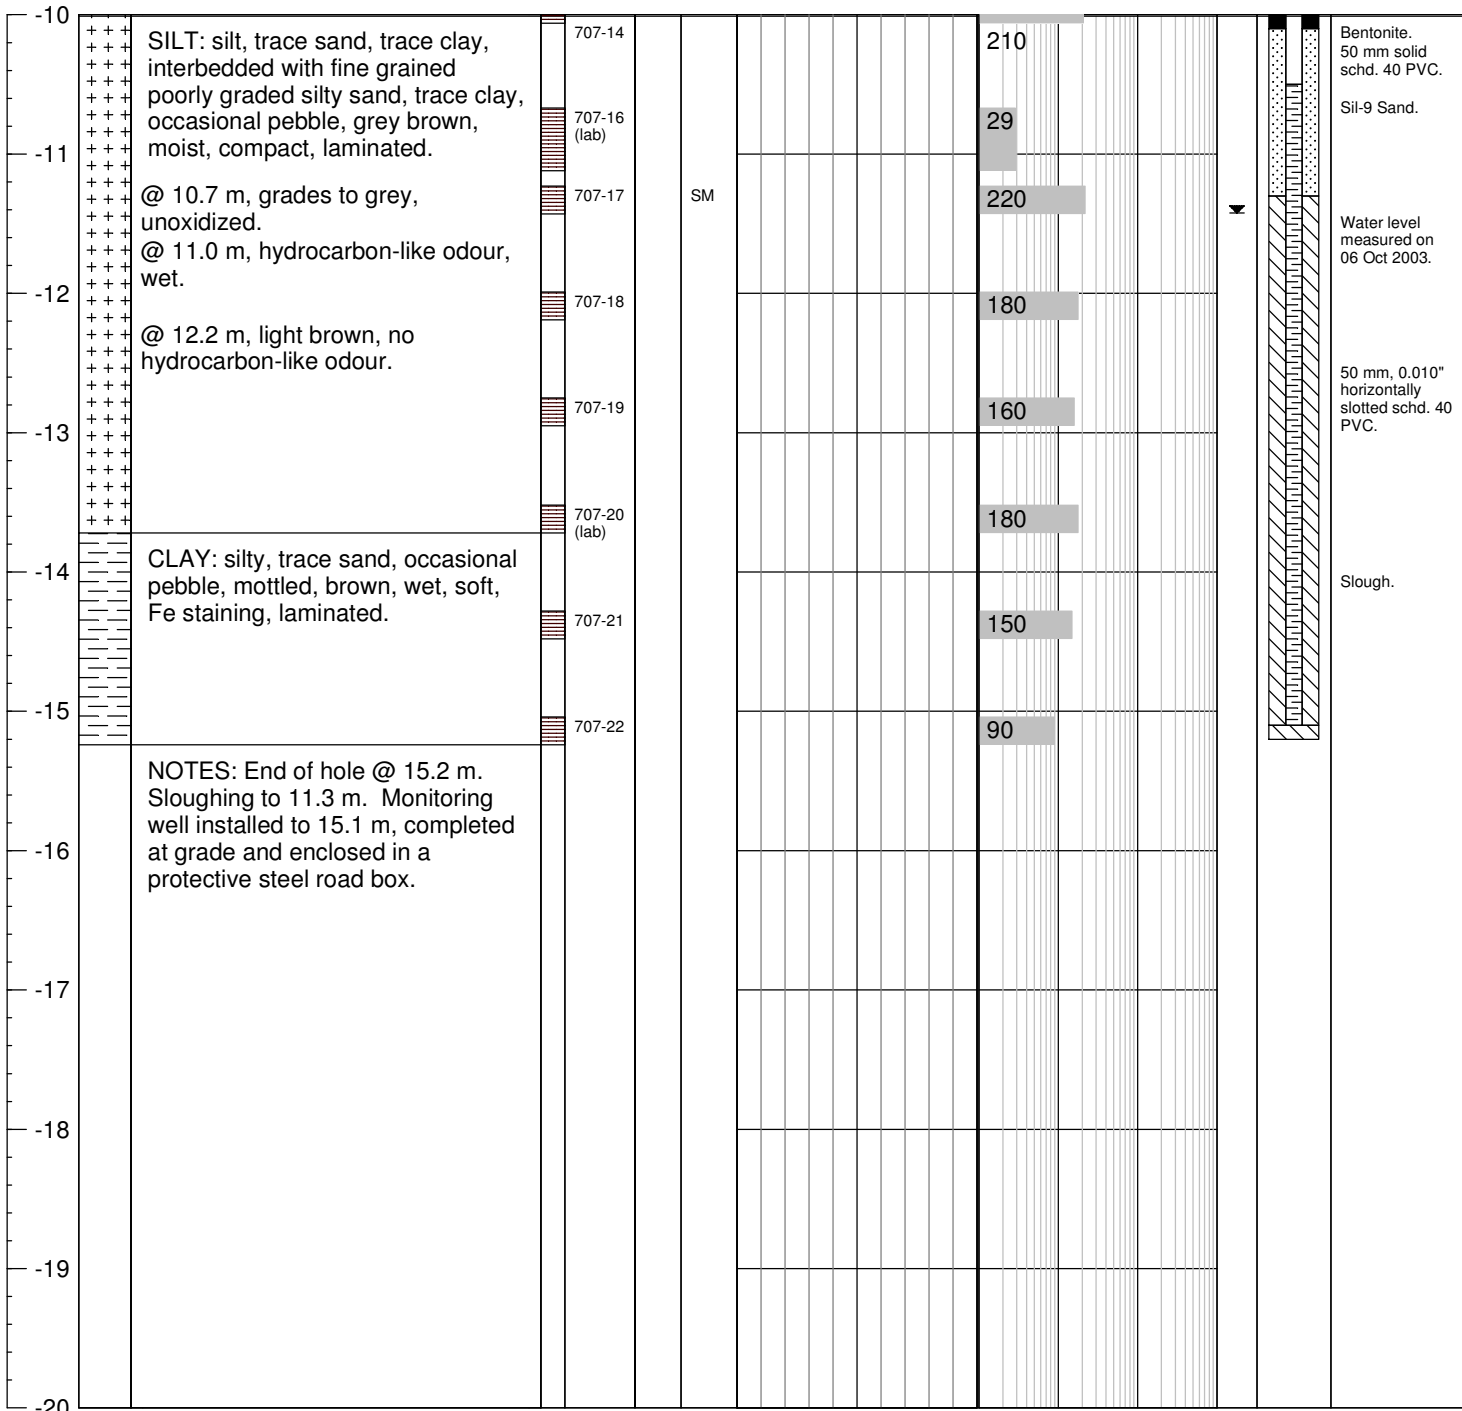 -10
SILT: silt, trace sand, trace clay,
interbedded with fine grained
poorly graded silty sand, trace clay,
occasional pebble, grey brown,
moist, compact, laminated.
707-14
210
Bentonite.
50 mm solid
schd. 40 PVC.
707-16
(lab)
29
Sil-9 Sand.
-11
@ 10.7 m, grades to grey,
unoxidized.
707-17
SM
220
@ 11.0 m, hydrocarbon-like odour,
wet.
Water level
measured on
06 Oct 2003.
-12
707-18
180
@ 12.2 m, light brown, no
hydrocarbon-like odour.
50 mm, 0.010"
horizontally
slotted schd. 40
PVC.
707-19
160
-13
707-20
(lab)
180
CLAY: silty, trace sand, occasional
pebble, mottled, brown, wet, soft,
Fe staining, laminated.
-14
Slough.
707-21
150
-15
707-22
90
NOTES: End of hole @ 15.2 m.
Sloughing to 11.3 m. Monitoring
well installed to 15.1 m, completed
at grade and enclosed in a
protective steel road box.
-16
-17
-18
-19
-20